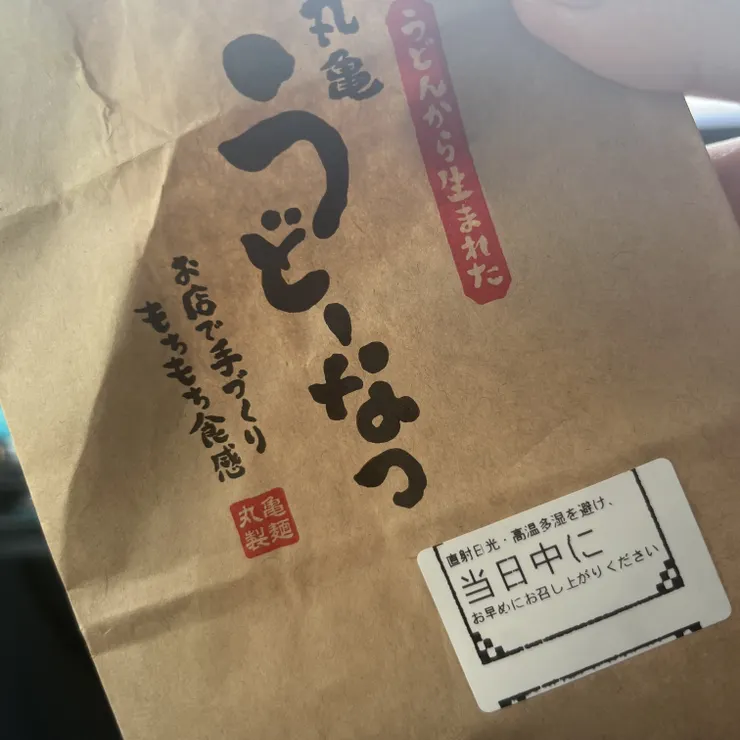 うどんから生まれた
丸亀
うどーなつ
お店で手づくり
もちもち食感
丸亀
製麺
直射日光・高温多湿を避け、
当日中に
お早めにお召し上がりください